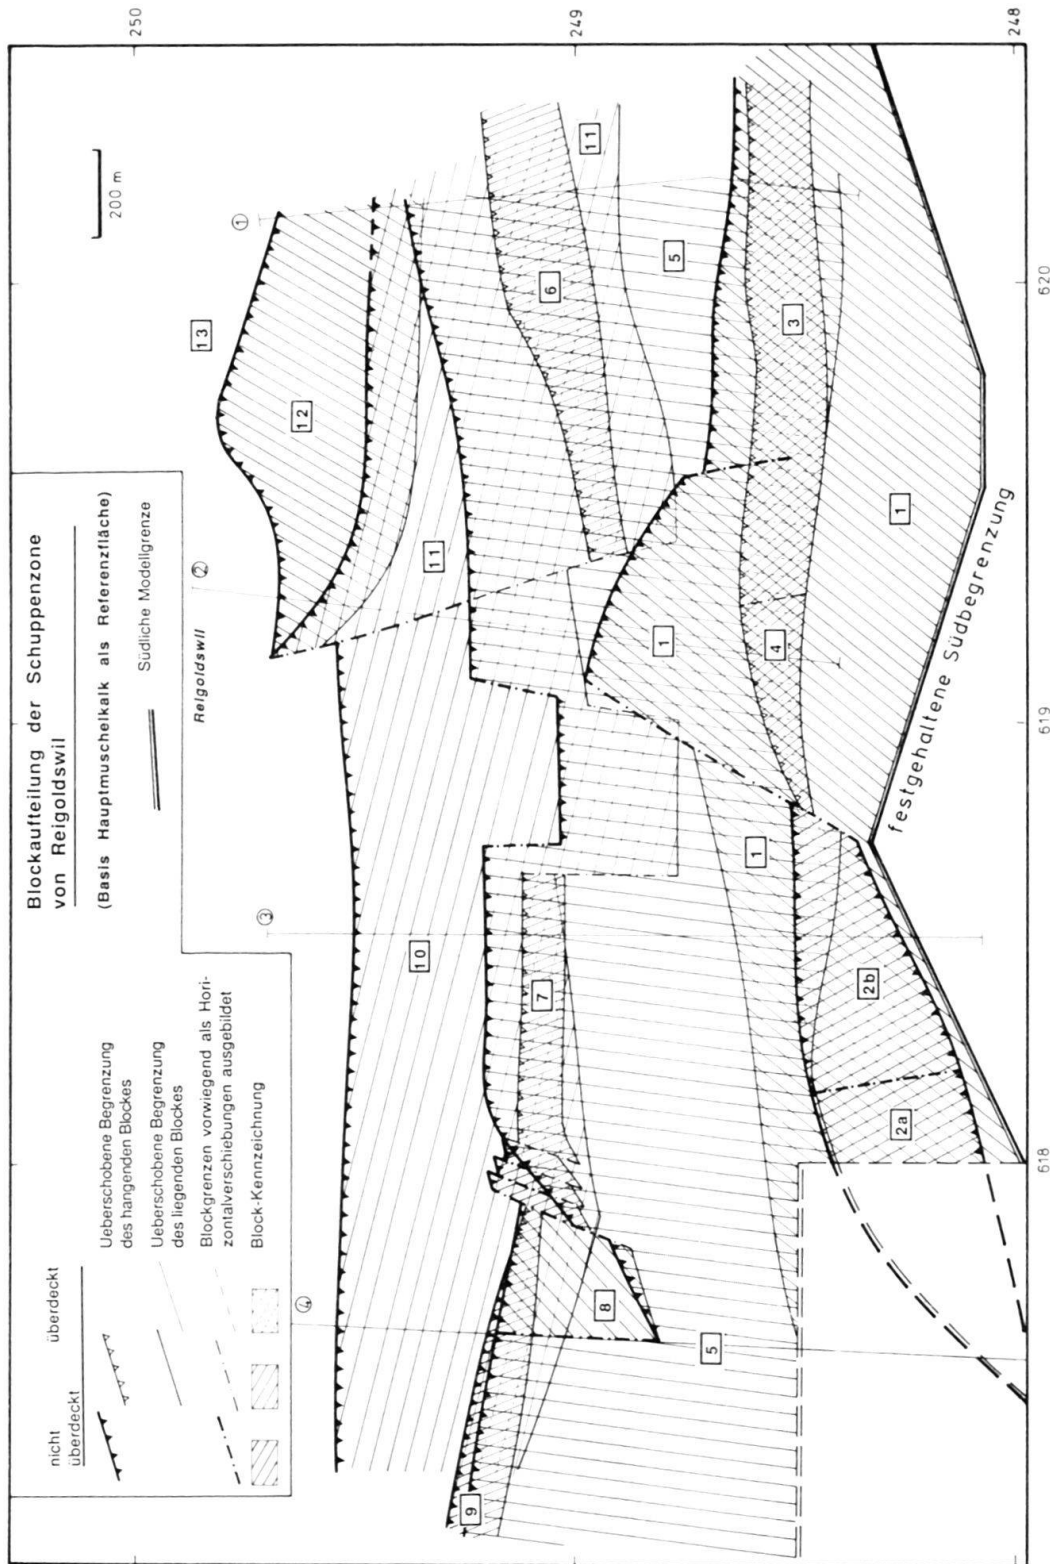 Blockaufteilung der Schuppenzone
von Reigoldswil
(Basis Hauptmuschelkalk als Referenzfläche)
Südliche Modellgrenze
nicht
überdeckt
überdeckt
Ueberschobene Begrenzung
des hangenden Blockes
Ueberschobene Begrenzung
des liegenden Blockes
Blockgrenzen vorwiegend als Hori-
zontalverschiebungen ausgebildet
Block-Kennzeichnung
Reigoldswil
200 m
250
249
248
618
619
620
festgehaltene Südbegrenzung
①
②
③
④
13
12
11
11
10
9
8
7
6
5
5
4
3
2b
2a
1
1
1